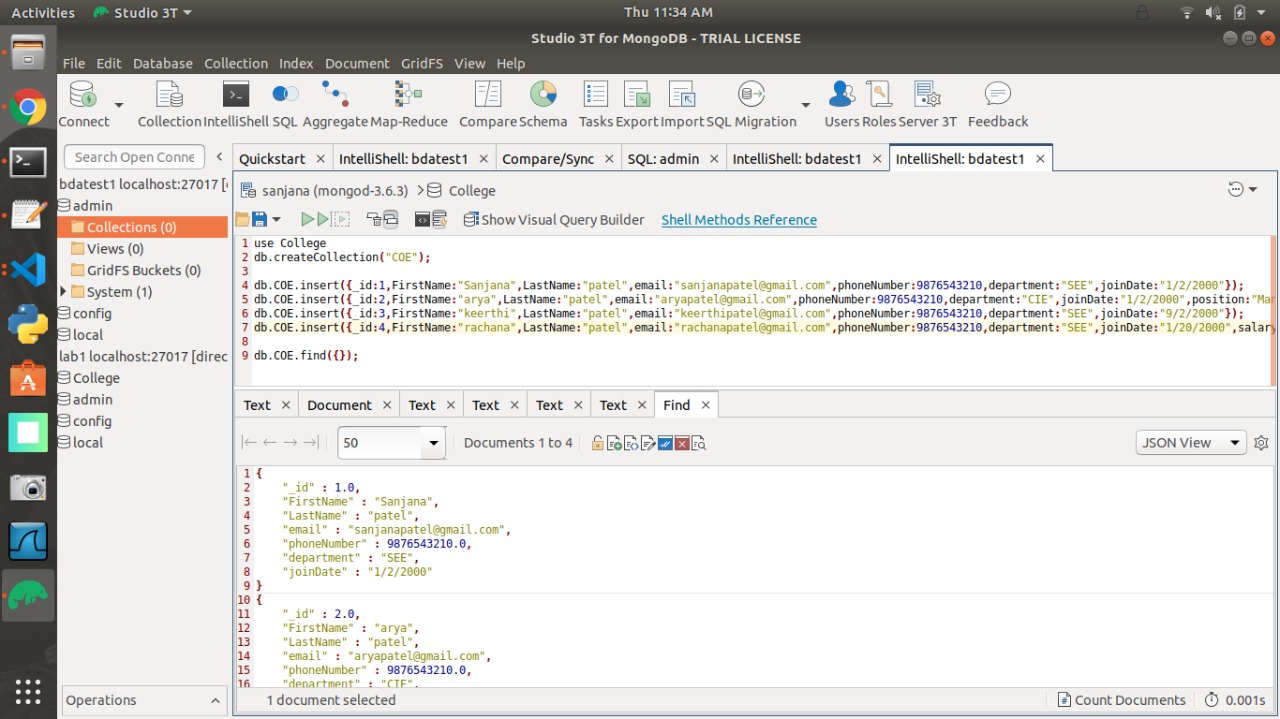 Activities Studio 3T Thu 11:34 AM
Studio 3T for MongoDB - TRIAL LICENSE
File Edit Database Collection Index Document GridFS View Help
Connect Collection IntelliShell SQL Aggregate Map-Reduce Compare Schema Tasks Export Import SQL Migration Users Roles Server 3T Feedback
Search Open Conne
Quickstart IntelliShell: bdatest1 Compare/Sync SQL: admin IntelliShell: bdatest1 IntelliShell: bdatest1
bdatest1 localhost:27017 [
admin
Collections (0)
Views (0)
GridFS Buckets (0)
System (1)
config
local
lab1 localhost:27017 [direc
College
admin
config
local
Operations
sanjana (mongod-3.6.3) College
Show Visual Query Builder Shell Methods Reference
1 use College
2 db.createCollection("COE");
3
4 db.COE.insert({_id:1,FirstName:"Sanjana",LastName:"patel",email:"sanjanapatel@gmail.com",phoneNumber:9876543210,department:"SEE",joinDate:"1/2/2000"});
5 db.COE.insert({_id:2,FirstName:"arya",LastName:"patel",email:"aryapatel@gmail.com",phoneNumber:9876543210,department:"CIE",joinDate:"1/2/2000",position:"Mar
6 db.COE.insert({_id:3,FirstName:"keerthi",LastName:"patel",email:"keerthipatel@gmail.com",phoneNumber:9876543210,department:"SEE",joinDate:"9/2/2000"});
7 db.COE.insert({_id:4,FirstName:"rachana",LastName:"patel",email:"rachanapatel@gmail.com",phoneNumber:9876543210,department:"SEE",joinDate:"1/20/2000",salary
8
9 db.COE.find({});
Text Document Text Text Text Text Find
50 Documents 1 to 4 JSON View
1 {
2 "_id" : 1.0,
3 "FirstName" : "Sanjana",
4 "LastName" : "patel",
5 "email" : "sanjanapatel@gmail.com",
6 "phoneNumber" : 9876543210.0,
7 "department" : "SEE",
8 "joinDate" : "1/2/2000"
9 }
10 {
11 "_id" : 2.0,
12 "FirstName" : "arya",
13 "LastName" : "patel",
14 "email" : "aryapatel@gmail.com",
15 "phoneNumber" : 9876543210.0,
16 "department" : "CIE",
1 document selected Count Documents 0.001s